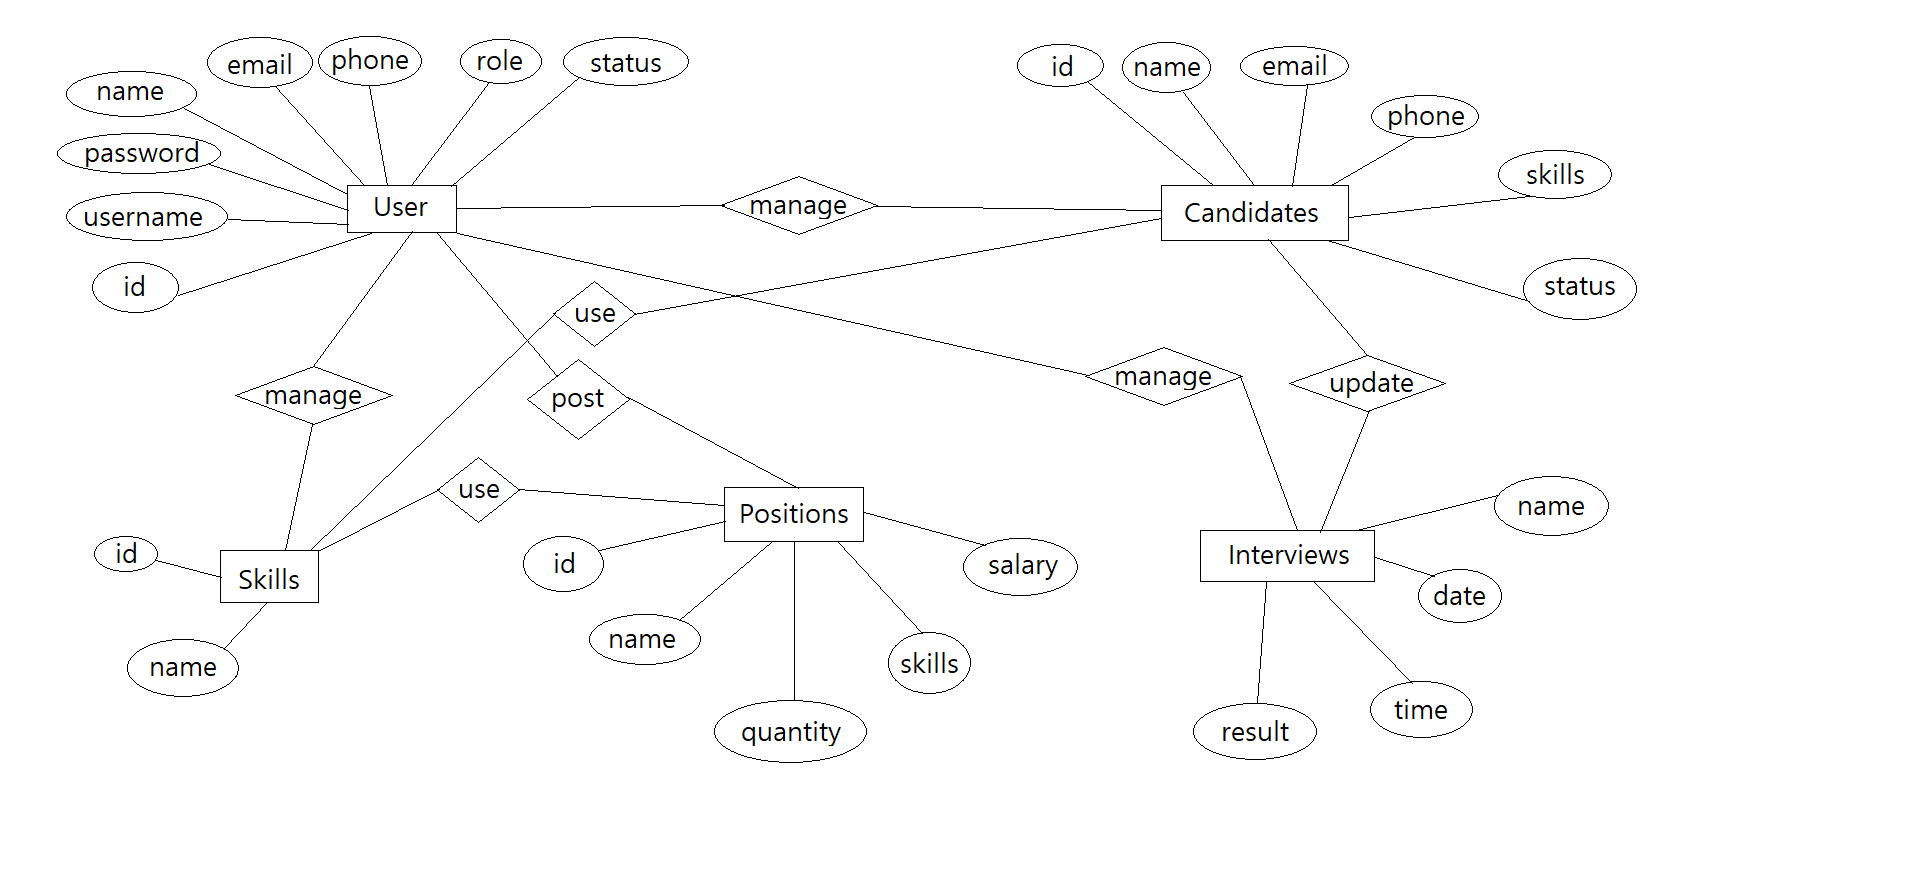 email
phone
role
status
id
name
email
name
phone
password
skills
User
manage
Candidates
username
id
use
status
manage
update
manage
post
use
Positions
name
id
Skills
id
salary
Interviews
date
name
name
skills
quantity
result
time